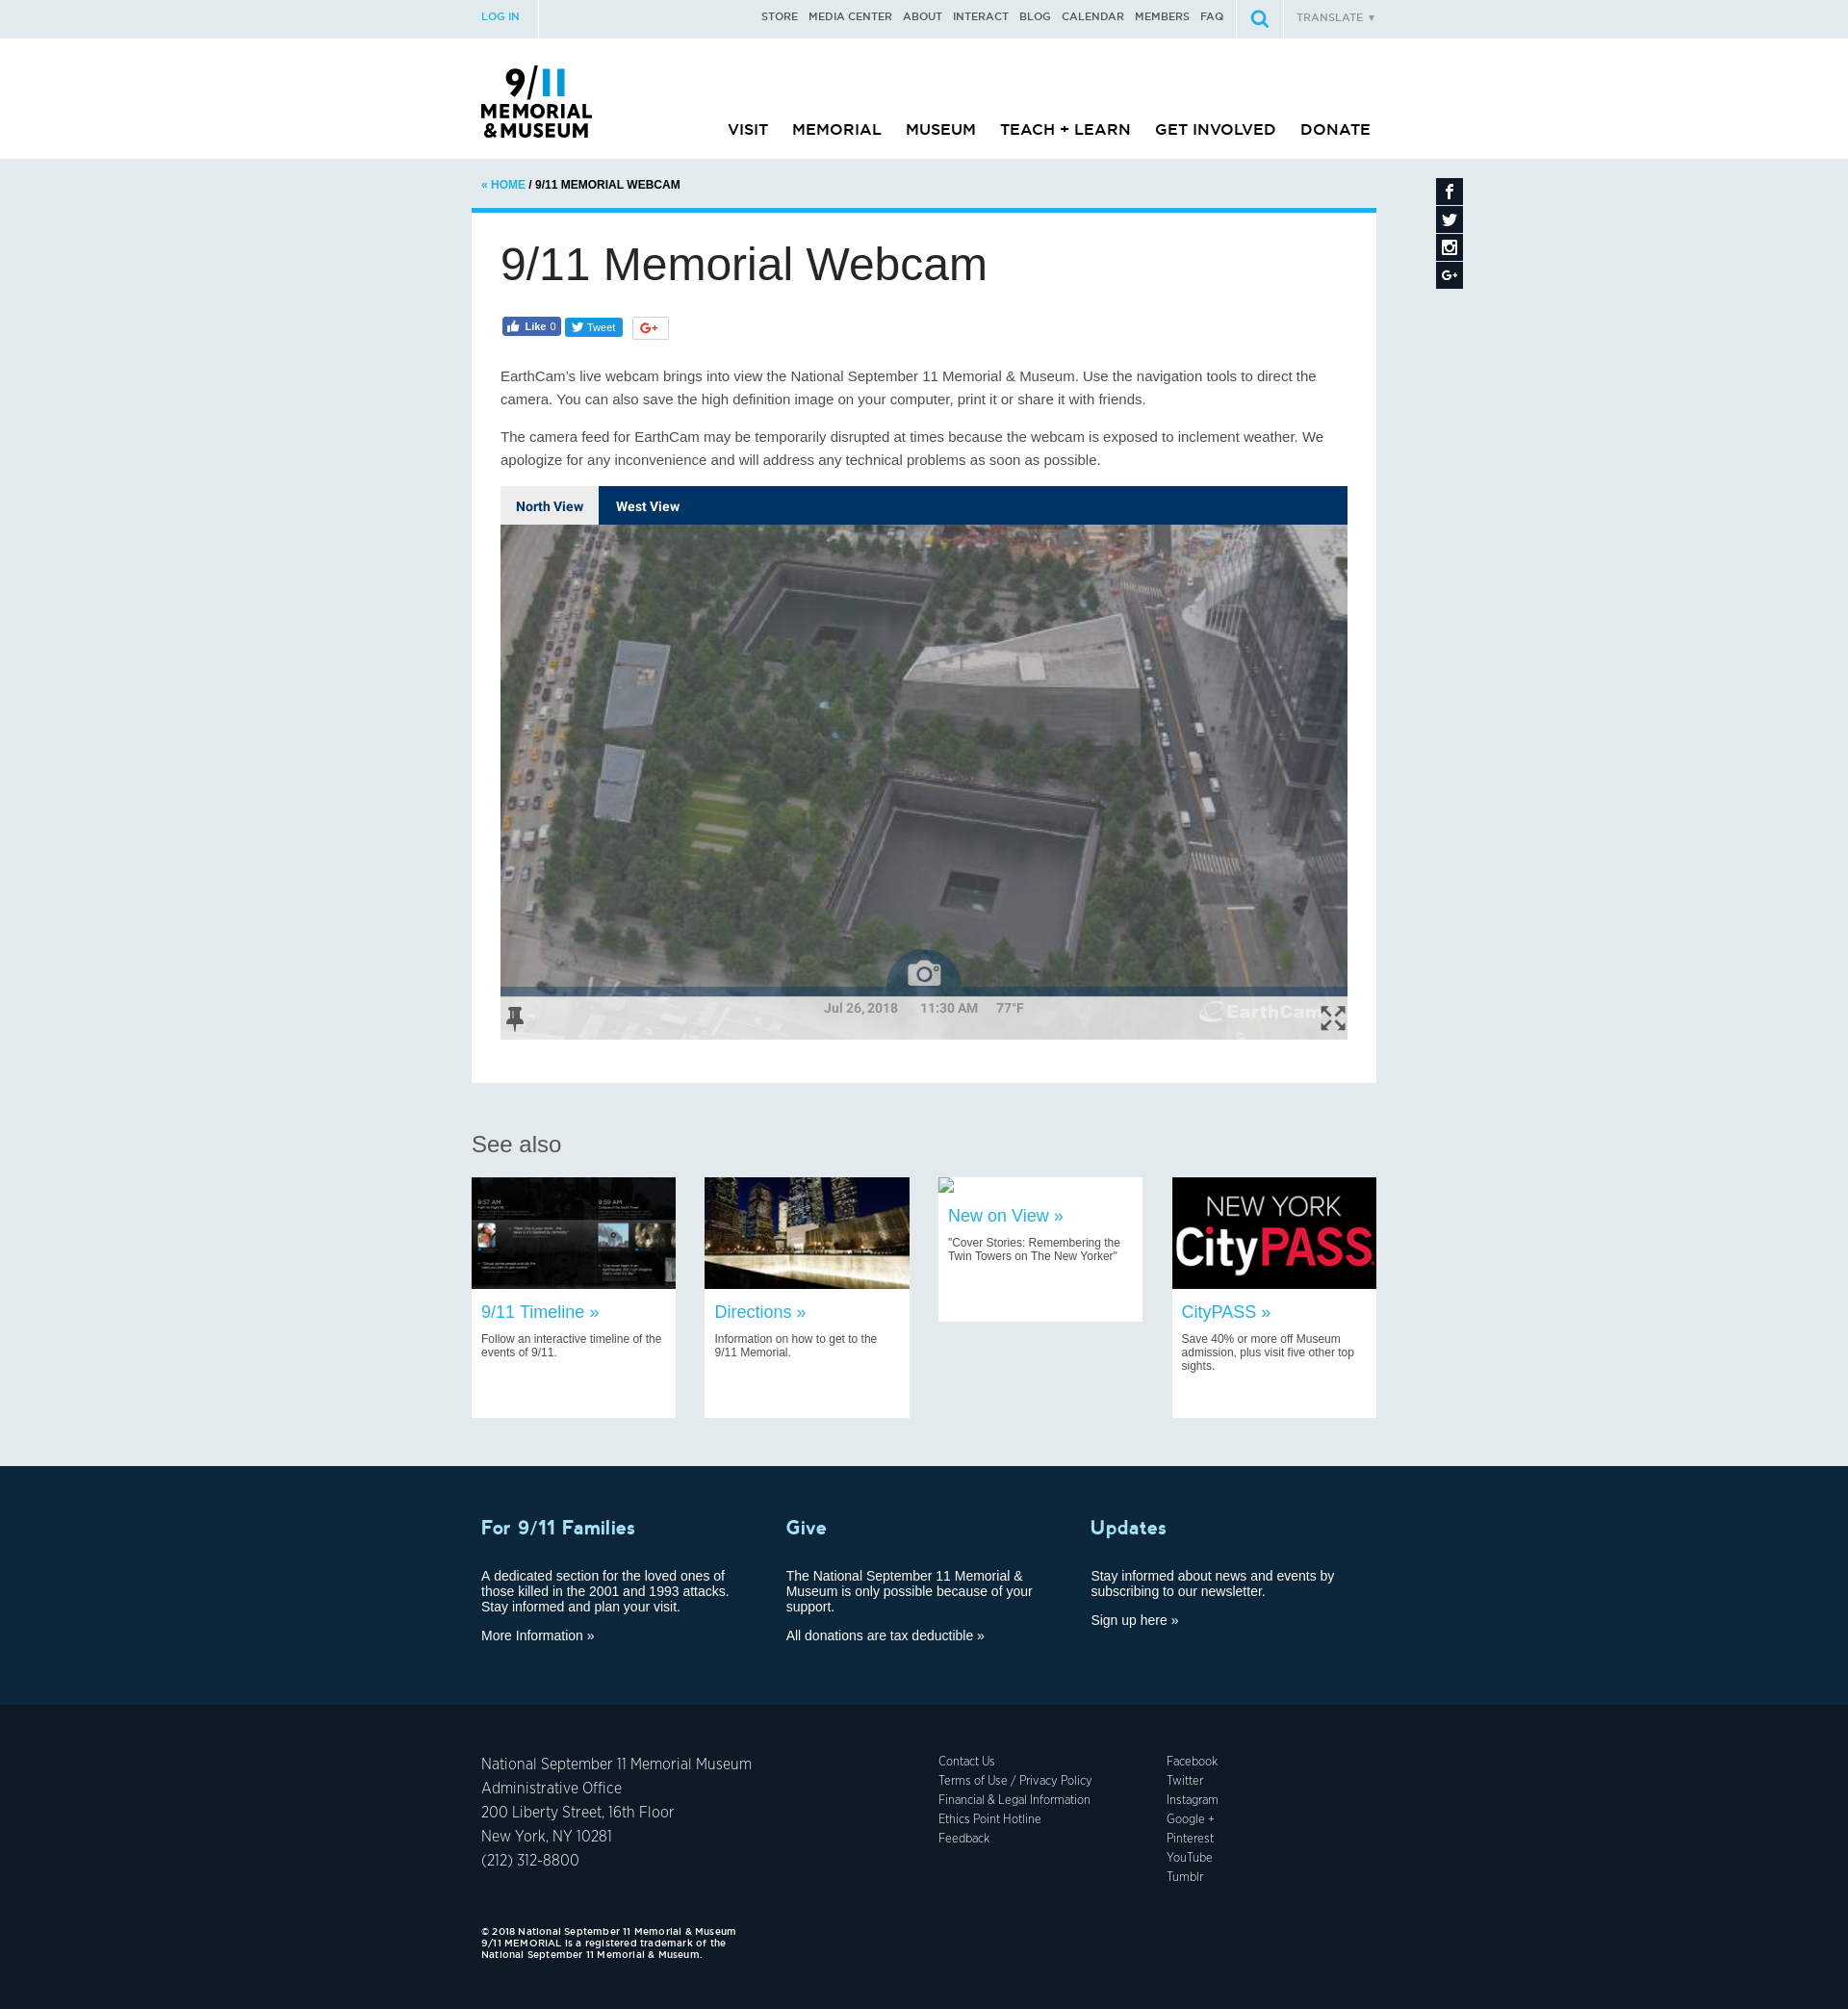 LOG IN
STORE MEDIA CENTER ABOUT INTERACT BLOG CALENDAR MEMBERS FAQ
TRANSLATE ▼
9/11
MEMORIAL
&MUSEUM
VISIT MEMORIAL MUSEUM TEACH + LEARN GET INVOLVED DONATE
« HOME / 9/11 MEMORIAL WEBCAM
9/11 Memorial Webcam
Like 0
Tweet
G+
EarthCam's live webcam brings into view the National September 11 Memorial & Museum. Use the navigation tools to direct the
camera. You can also save the high definition image on your computer, print it or share it with friends.
The camera feed for EarthCam may be temporarily disrupted at times because the webcam is exposed to inclement weather. We
apologize for any inconvenience and will address any technical problems as soon as possible.
North View West View
Jul 26, 2018 11:30 AM 77°F
EarthCam
See also
9:57 AM
9:59 AM
9/11 Timeline »
Follow an interactive timeline of the
events of 9/11.
Directions »
Information on how to get to the
9/11 Memorial.
New on View »
"Cover Stories: Remembering the
Twin Towers on The New Yorker"
NEW YORK
CityPASS
CityPASS »
Save 40% or more off Museum
admission, plus visit five other top
sights.
For 9/11 Families
A dedicated section for the loved ones of
those killed in the 2001 and 1993 attacks.
Stay informed and plan your visit.
More Information »
Give
The National September 11 Memorial &
Museum is only possible because of your
support.
All donations are tax deductible »
Updates
Stay informed about news and events by
subscribing to our newsletter.
Sign up here »
National September 11 Memorial Museum
Administrative Office
200 Liberty Street, 16th Floor
New York, NY 10281
(212) 312-8800
Contact Us
Terms of Use / Privacy Policy
Financial & Legal Information
Ethics Point Hotline
Feedback
Facebook
Twitter
Instagram
Google +
Pinterest
YouTube
Tumblr
© 2018 National September 11 Memorial & Museum
9/11 MEMORIAL is a registered trademark of the
National September 11 Memorial & Museum.